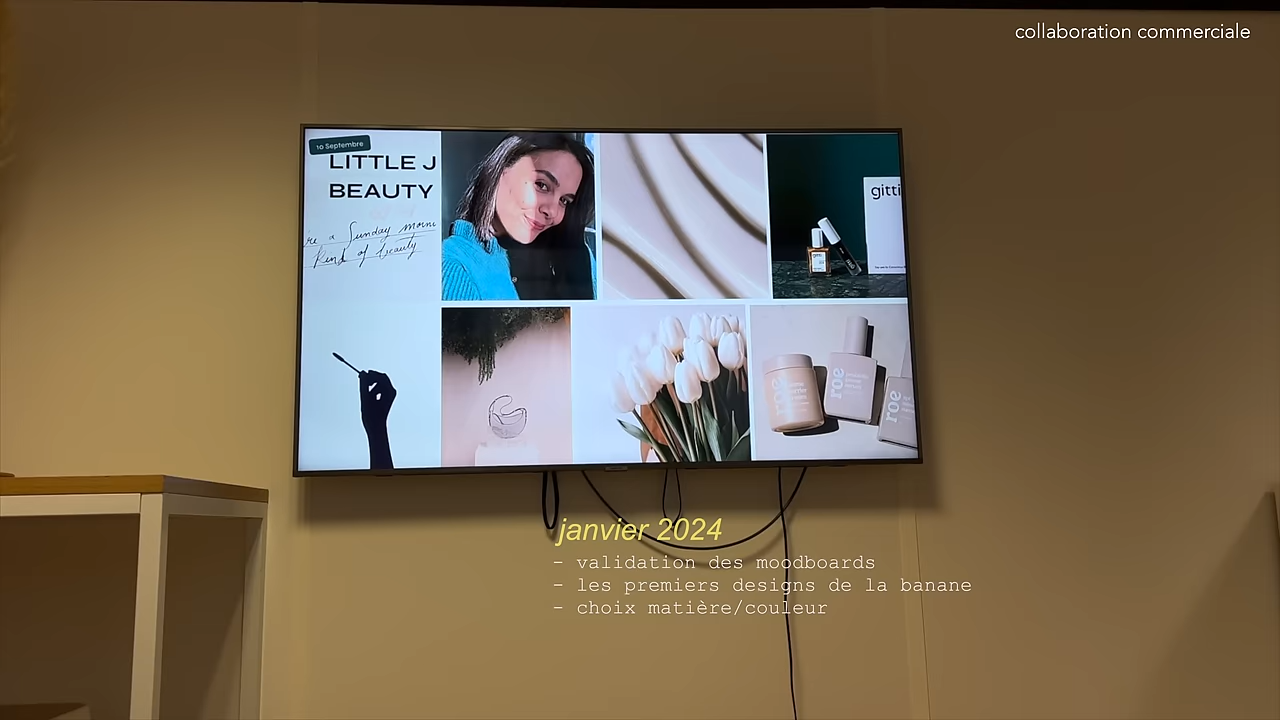 collaboration commerciale
10 Septembre
LITTLE J
BEAUTY
a Sunday morni
Kind of beauty
gitti
roe
roe
roe
janvier 2024
- validation des moodboards
- les premiers designs de la banane
- choix matière/couleur